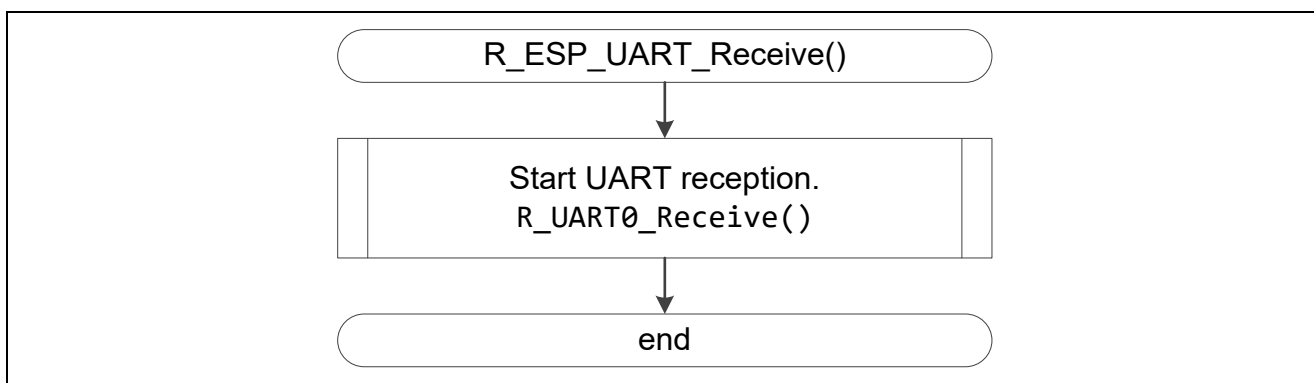 R_ESP_UART_Receive()
Start UART reception.
R_UART0_Receive()
end